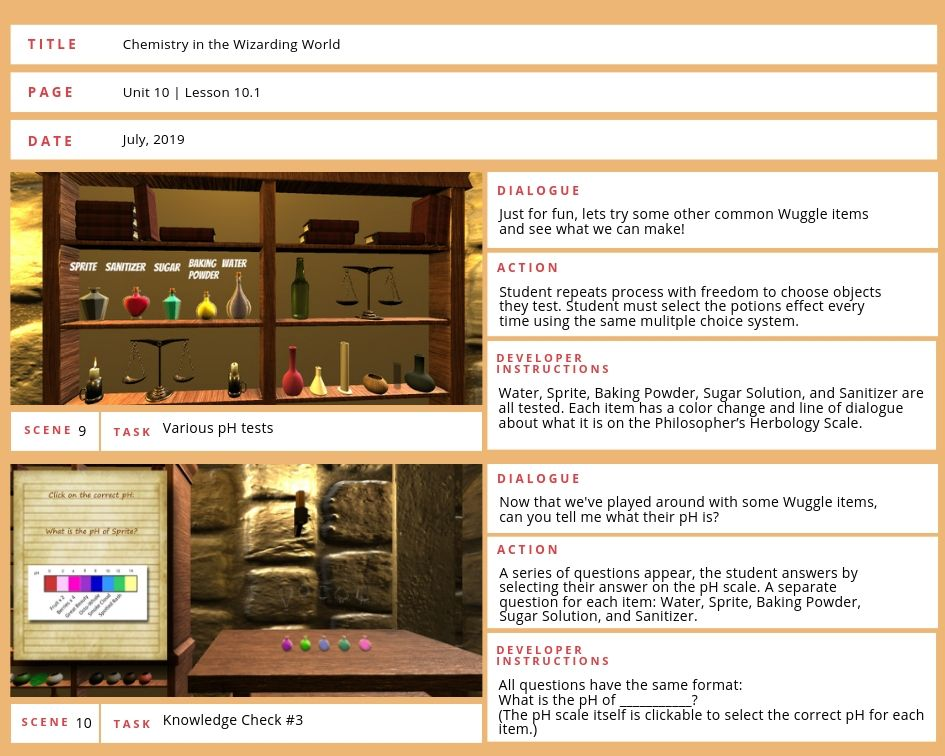 TITLE Chemistry in the Wizarding World
PAGE Unit 10 | Lesson 10.1
DATE July, 2019
SPRITE SANITIZER SUGAR BAKING POWDER WATER
DIALOGUE
Just for fun, lets try some other common Wuggle items
and see what we can make!
ACTION
Student repeats process with freedom to choose objects
they test. Student must select the potions effect every
time using the same mulitple choice system.
DEVELOPER
INSTRUCTIONS
Water, Sprite, Baking Powder, Sugar Solution, and Sanitizer are
all tested. Each item has a color change and line of dialogue
about what it is on the Philosopher's Herbology Scale.
SCENE 9 TASK Various pH tests
Click on the correct pH:
What is the pH of Sprite?
pH 0 2 4 6 8 10 12 14
DIALOGUE
Now that we've played around with some Wuggle items,
can you tell me what their pH is?
ACTION
A series of questions appear, the student answers by
selecting their answer on the pH scale. A separate
question for each item: Water, Sprite, Baking Powder,
Sugar Solution, and Sanitizer.
DEVELOPER
INSTRUCTIONS
All questions have the same format:
What is the pH of __________?
(The pH scale itself is clickable to select the correct pH for each
item.)
SCENE 10 TASK Knowledge Check #3